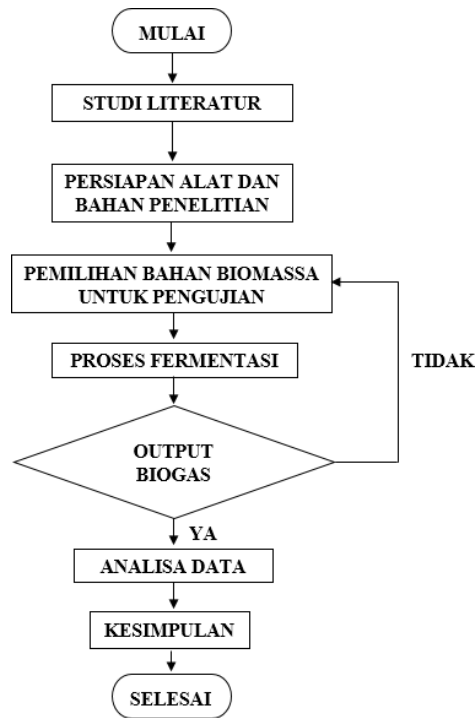 MULAI
STUDI LITERATUR
PERSIAPAN ALAT DAN
BAHAN PENELITIAN
PEMILIHAN BAHAN BIOMASSA
UNTUK PENGUJIAN
PROSES FERMENTASI
TIDAK
OUTPUT
BIOGAS
YA
ANALISA DATA
KESIMPULAN
SELESAI